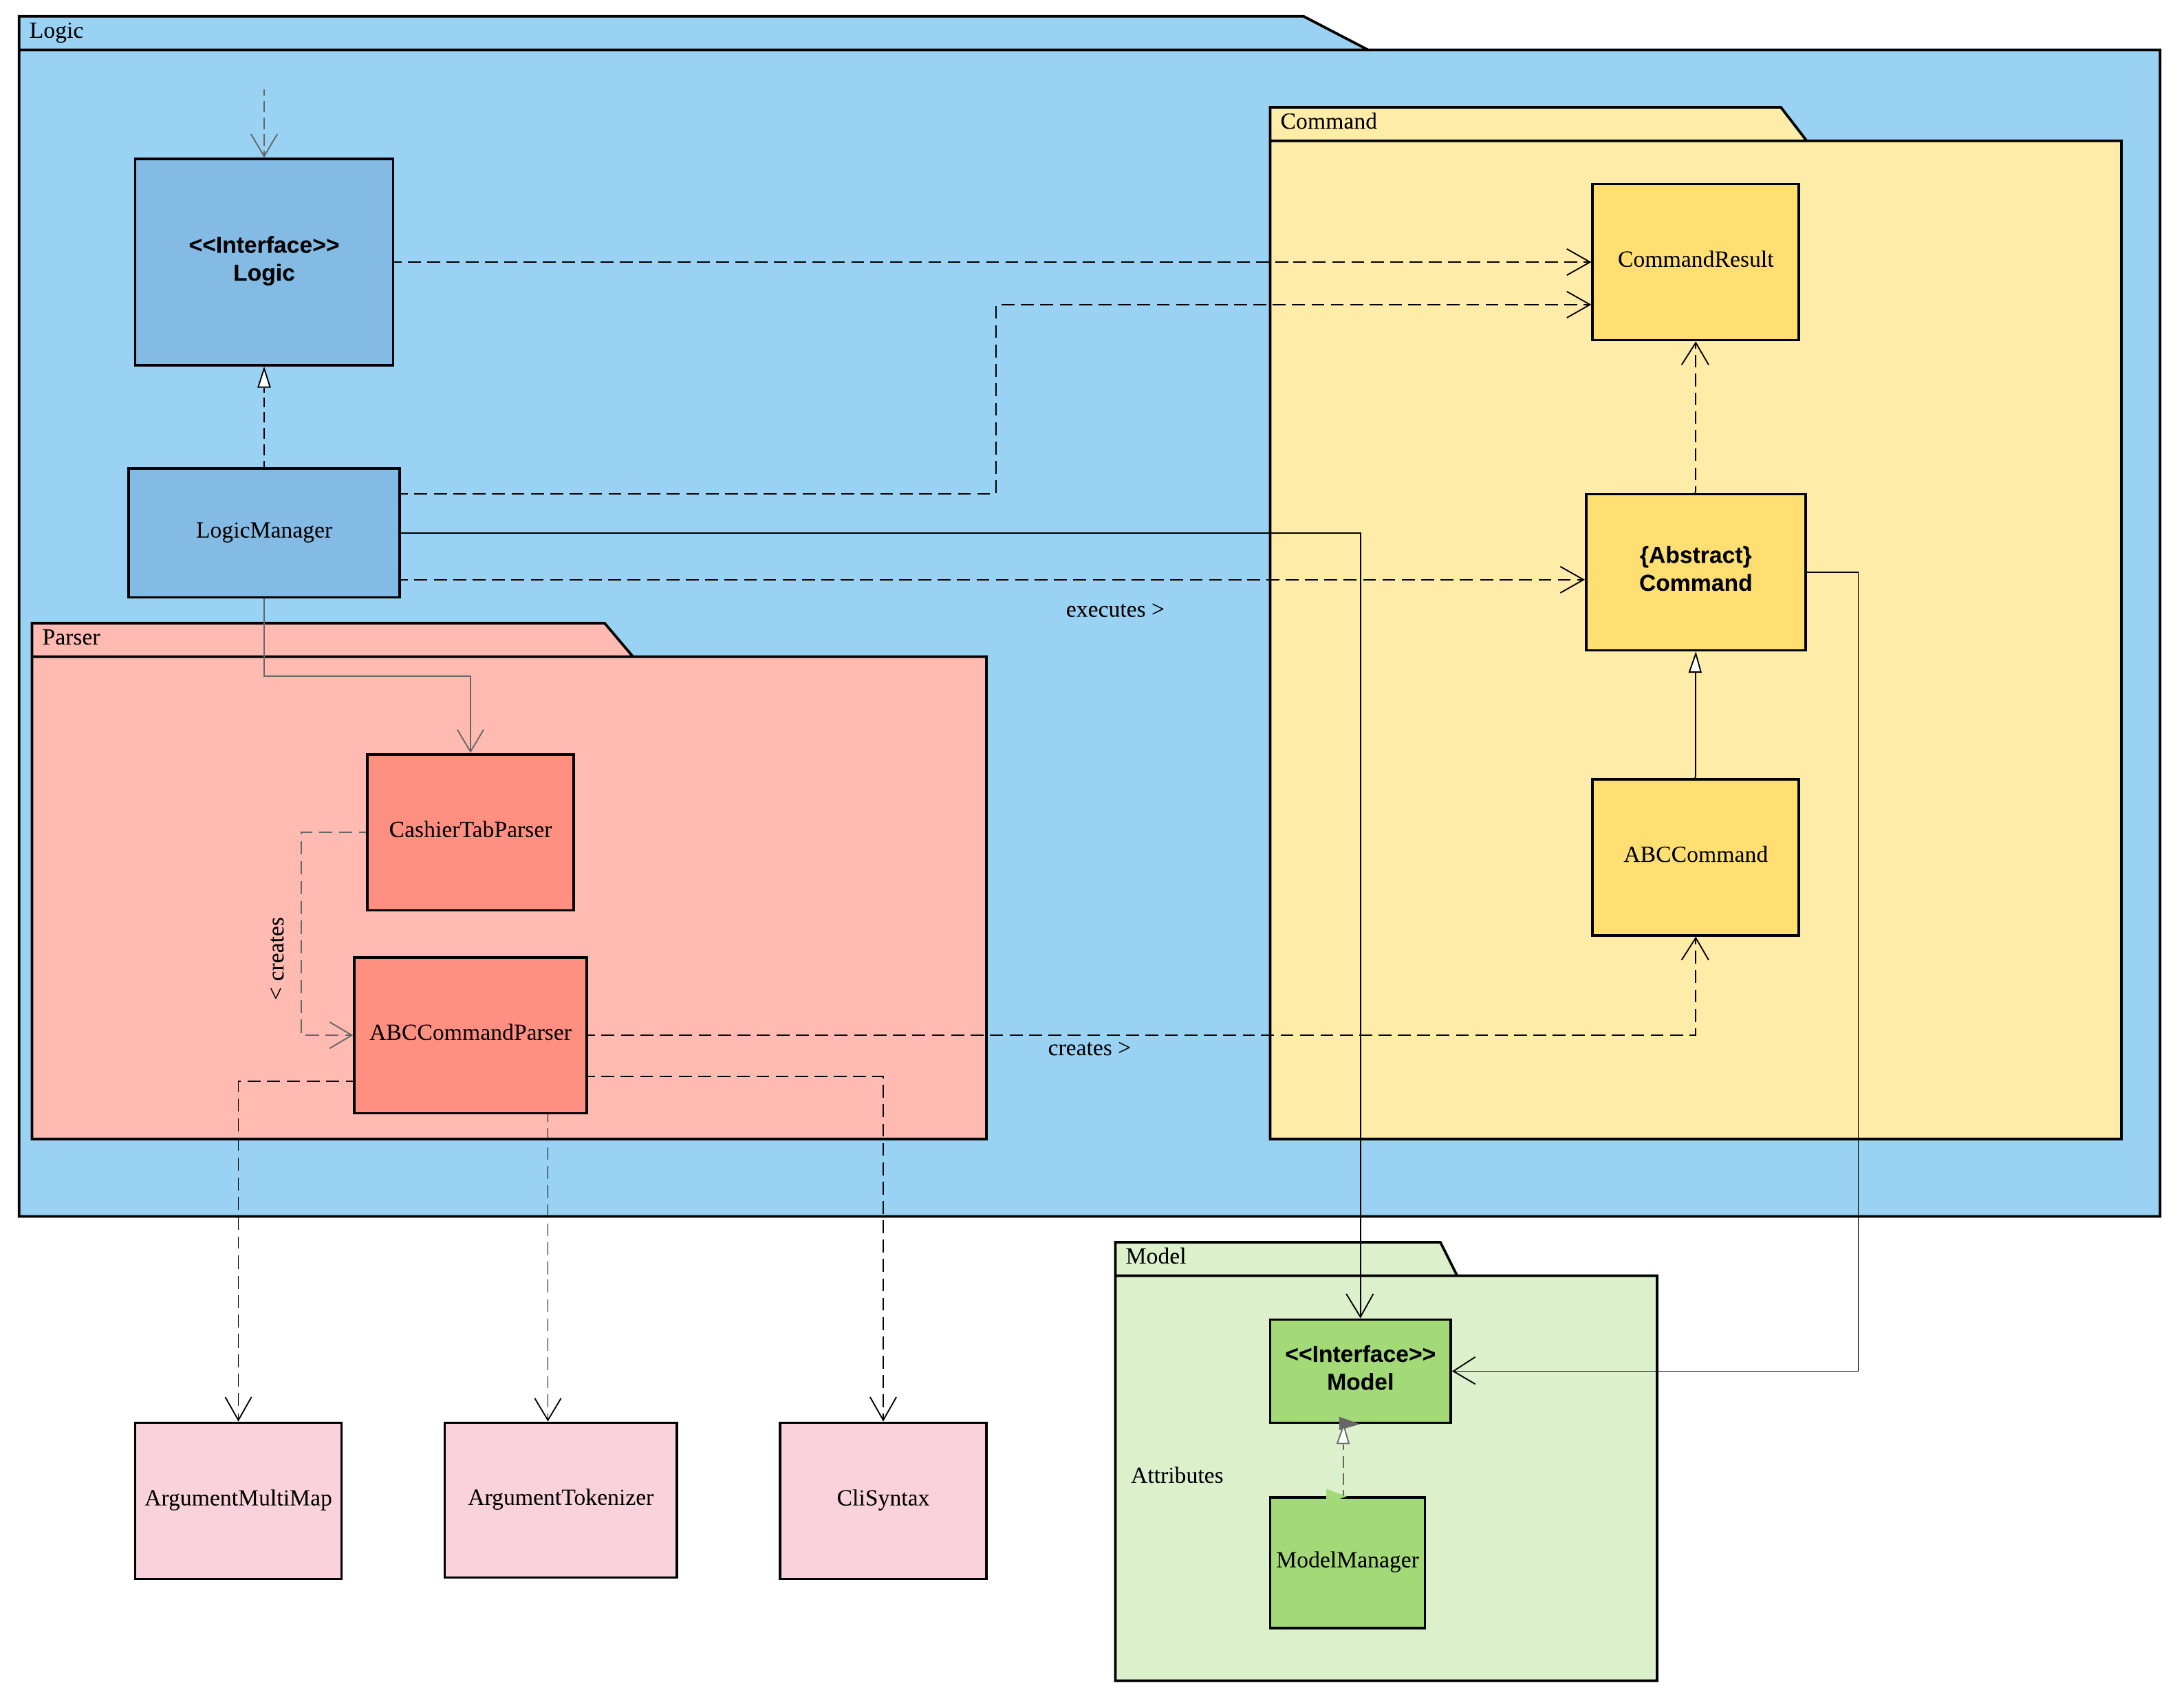 Logic
Command
<<Interface>>
Logic
CommandResult
LogicManager
{Abstract}
Command
executes >
Parser
CashierTabParser
ABCCommand
< creates
ABCCommandParser
creates >
Model
<<Interface>>
Model
Attributes
ArgumentMultiMap
ArgumentTokenizer
CliSyntax
ModelManager